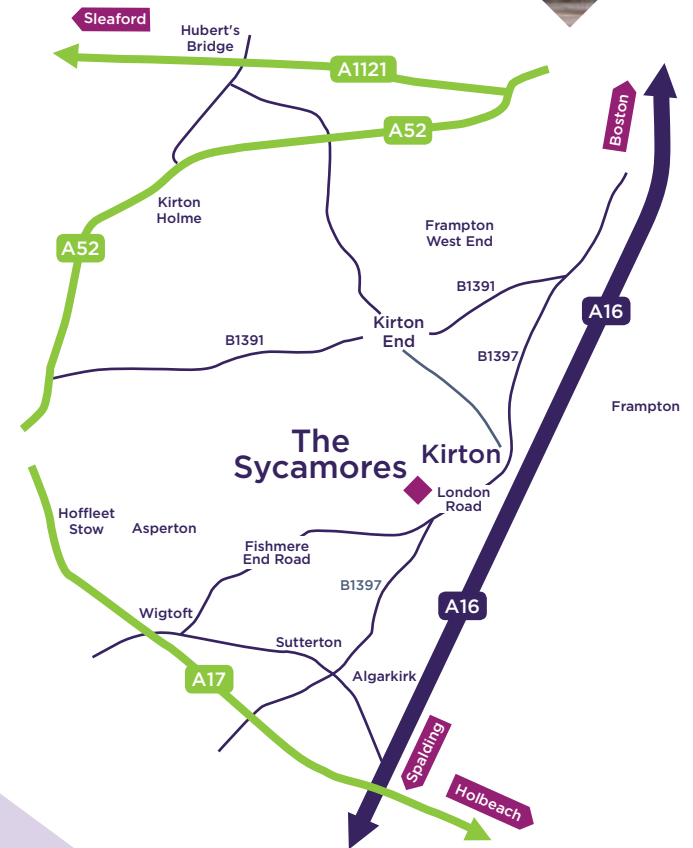 Sleaford
Hubert's
Bridge
A1121
A52
Boston
Kirton
Holme
Frampton
West End
A52
B1391
A16
Kirton
End
B1391
B1397
Frampton
The
Sycamores
Kirton
London
Road
Hoffleet
Stow
Asperton
Fishmere
End Road
B1397
A16
Wigtoft
Sutterton
Algarkirk
A17
Spalding
Holbeach